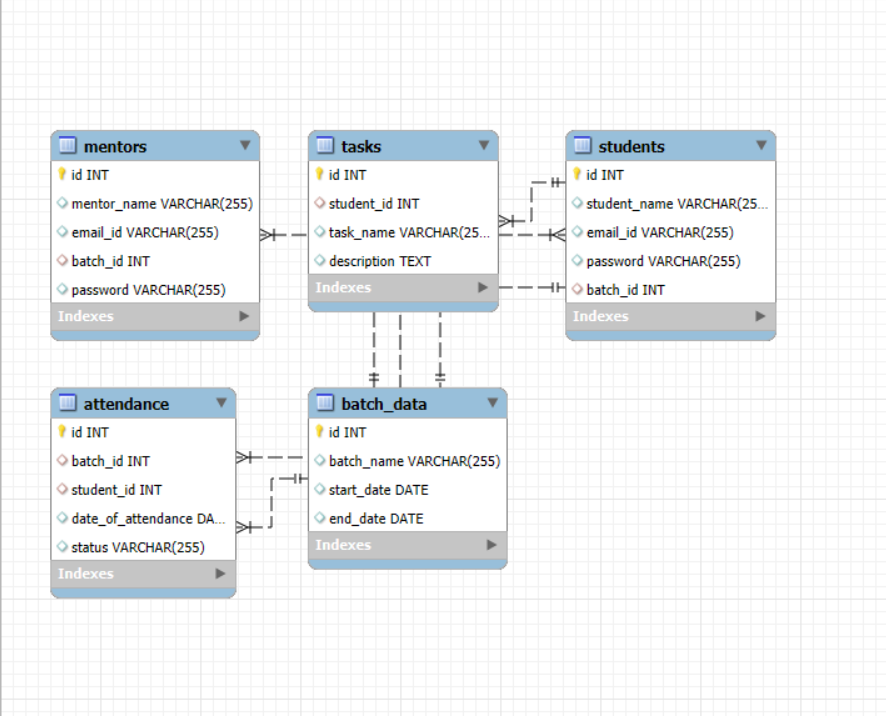 mentors
id INT
mentor_name VARCHAR(255)
email_id VARCHAR(255)
batch_id INT
password VARCHAR(255)
Indexes
tasks
id INT
student_id INT
task_name VARCHAR(25...
description TEXT
Indexes
students
id INT
student_name VARCHAR(25...
email_id VARCHAR(255)
password VARCHAR(255)
batch_id INT
Indexes
attendance
id INT
batch_id INT
student_id INT
date_of_attendance DA...
status VARCHAR(255)
Indexes
batch_data
id INT
batch_name VARCHAR(255)
start_date DATE
end_date DATE
Indexes